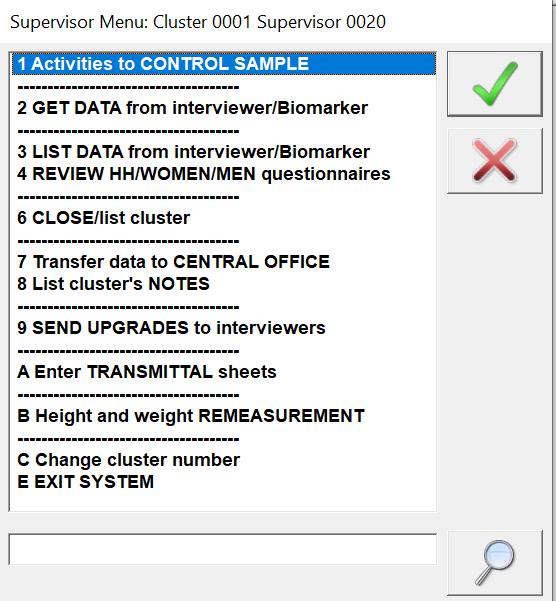 Supervisor Menu: Cluster 0001 Supervisor 0020
1 Activities to CONTROL SAMPLE
-------------------------------------
2 GET DATA from interviewer/Biomarker
-------------------------------------
3 LIST DATA from interviewer/Biomarker
4 REVIEW HH/WOMEN/MEN questionnaires
-------------------------------------
6 CLOSE/list cluster
-------------------------------------
7 Transfer data to CENTRAL OFFICE
8 List cluster's NOTES
-------------------------------------
9 SEND UPGRADES to interviewers
-------------------------------------
A Enter TRANSMITTAL sheets
-------------------------------------
B Height and weight REMEASUREMENT
-------------------------------------
C Change cluster number
E EXIT SYSTEM